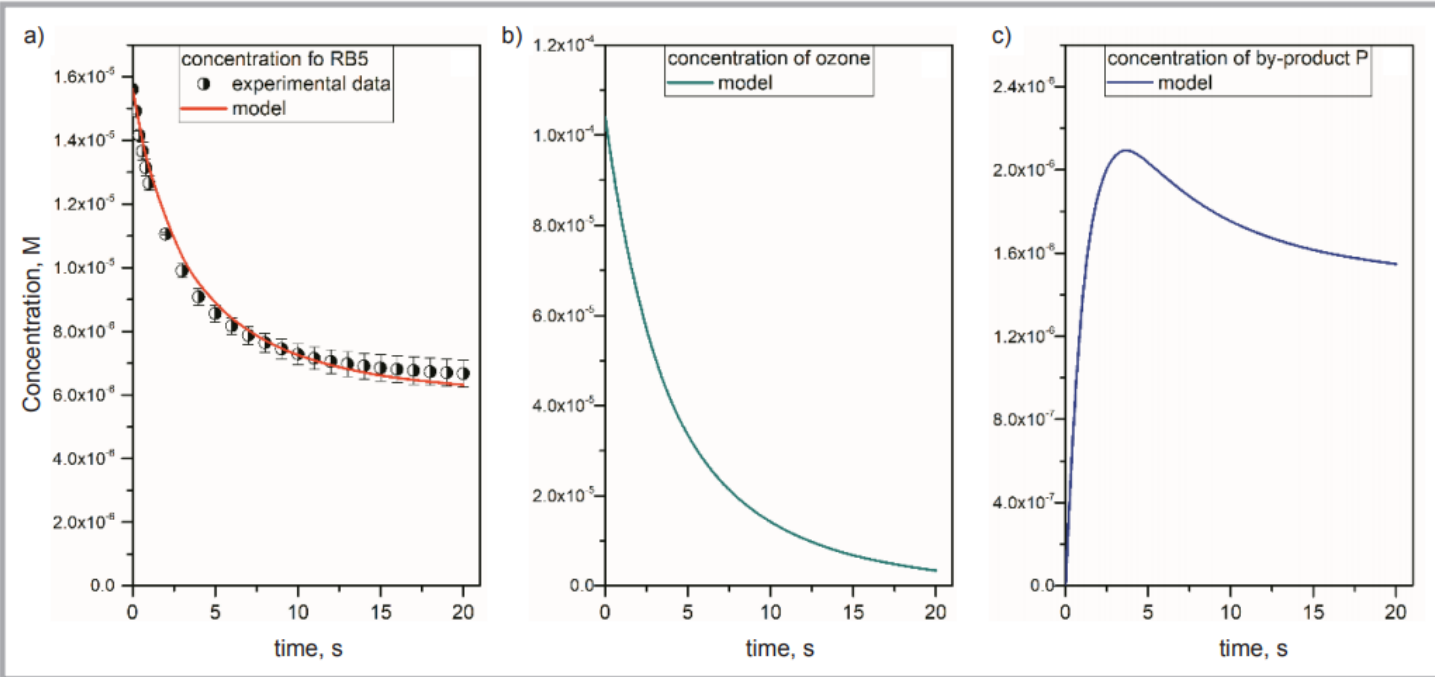 a)
concentration fo RB5
experimental data
model
1.6x10⁻⁵
1.4x10⁻⁵
1.2x10⁻⁵
1.0x10⁻⁵
8.0x10⁻⁶
6.0x10⁻⁶
4.0x10⁻⁶
2.0x10⁻⁶
0.0
Concentration, M
0 5 10 15 20
time, s
b)
concentration of ozone
model
1.2x10⁻⁴
1.0x10⁻⁴
8.0x10⁻⁵
6.0x10⁻⁵
4.0x10⁻⁵
2.0x10⁻⁵
0.0
0 5 10 15 20
time, s
c)
concentration of by-product P
model
2.4x10⁻⁶
2.0x10⁻⁶
1.6x10⁻⁶
1.2x10⁻⁶
8.0x10⁻⁷
4.0x10⁻⁷
0.0
0 5 10 15 20
time, s